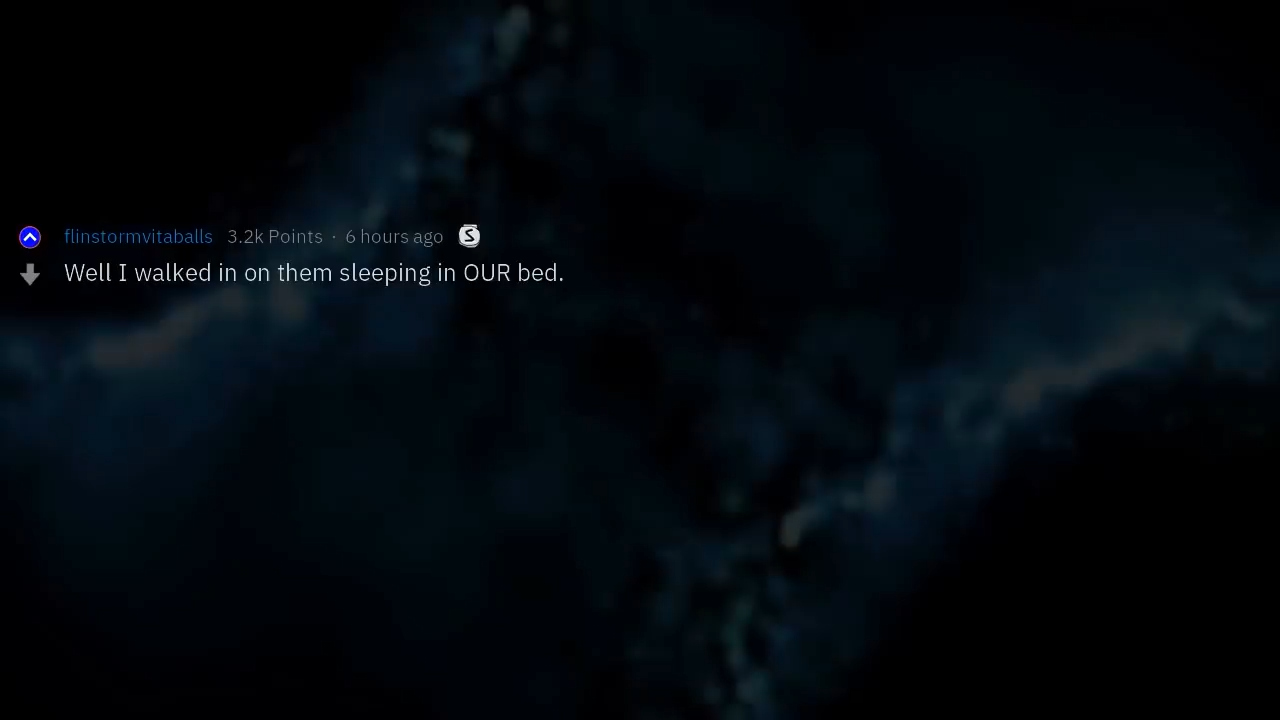 flinstormvitaballs 3.2k Points · 6 hours ago S
Well I walked in on them sleeping in OUR bed.